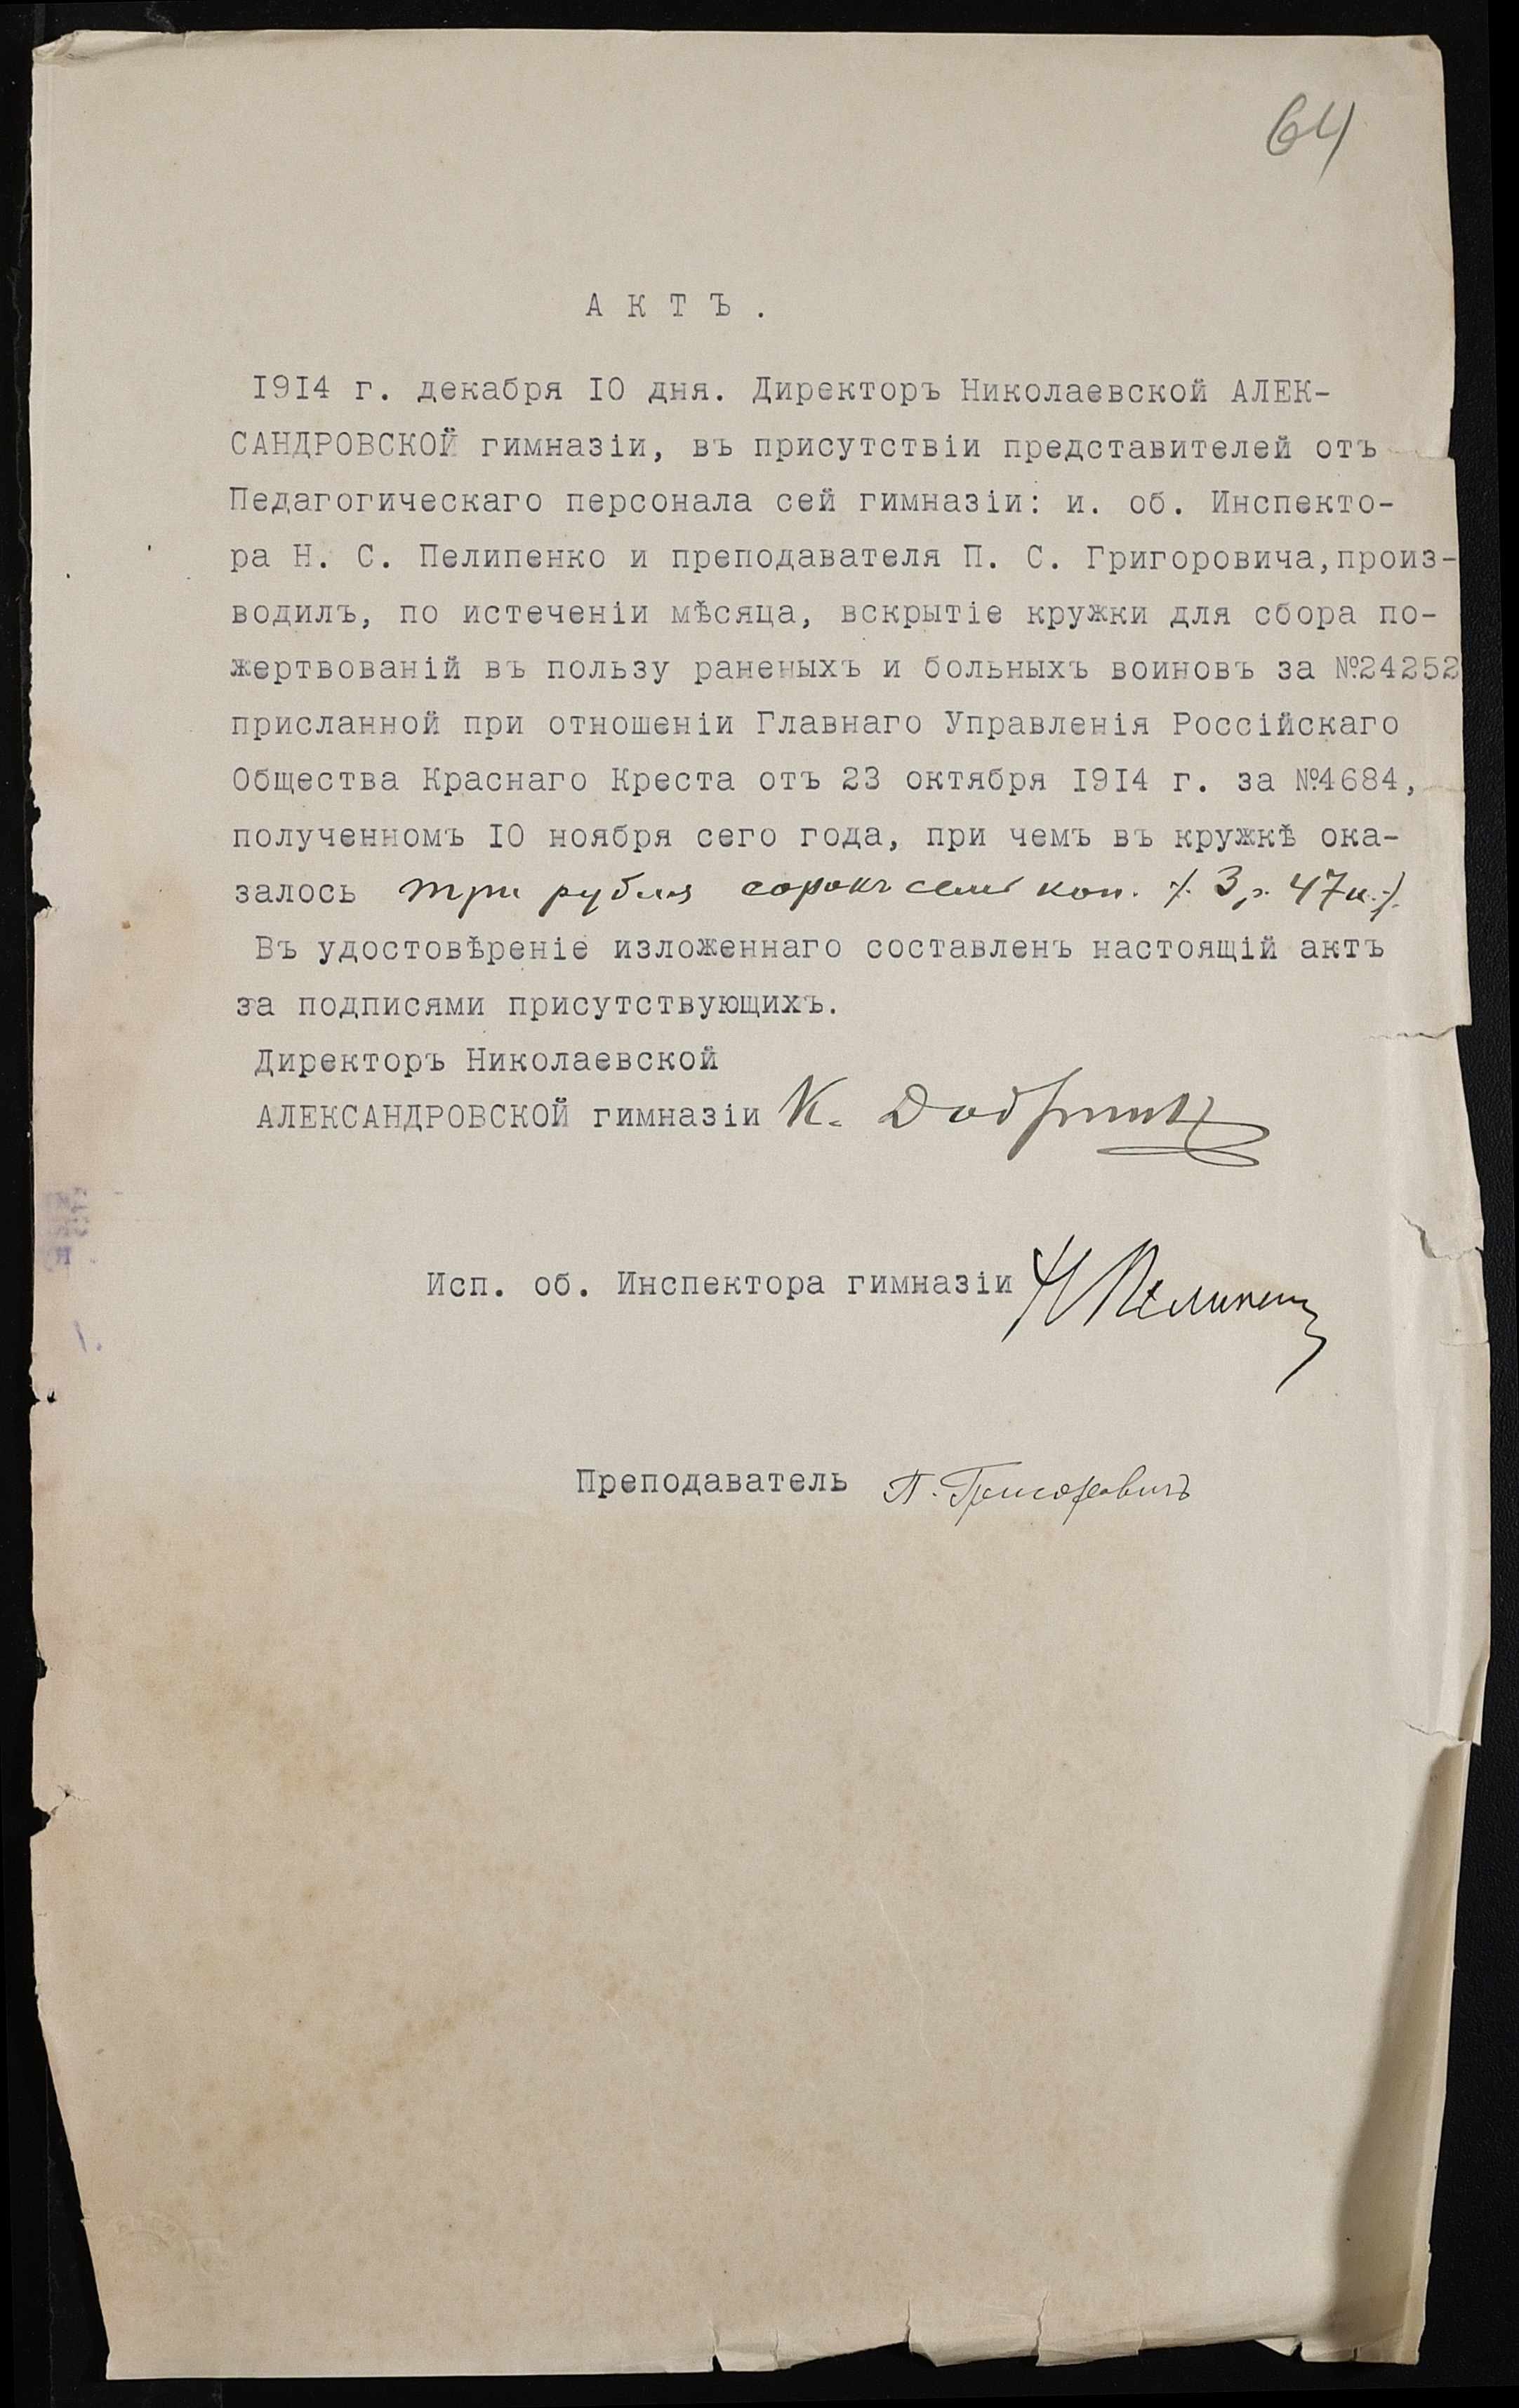 64
АКТЪ.
1914 г. декабря 10 дня. Директоръ Николаевской АЛЕК-
САНДРОВСКОЙ гимназіи, въ присутствіи представителей отъ
Педагогическаго персонала сей гимназіи: и. об. Инспекто-
ра Н. С. Пелипенко и преподавателя П. С. Григоровича, произ-
водилъ, по истеченіи мѣсяца, вскрытіе кружки для сбора по-
жертвованій въ пользу раненыхъ и больныхъ воиновъ за №24252
присланной при отношеніи Главнаго Управленія Россійскаго
Общества Краснаго Креста отъ 23 октября 1914 г. за №4684,
полученномъ 10 ноября сего года, при чемъ въ кружкѣ ока-
залось три рубля сорокъ семь коп. ·/. 3 р. 47 к. ·/.
Въ удостовѣреніе изложеннаго составленъ настоящій актъ
за подписями присутствующихъ.
Директоръ Николаевской
АЛЕКСАНДРОВСКОЙ гимназіи К.
Исп. об. Инспектора гимназіи Н Пелипенко
Преподаватель П. Григоровичъ